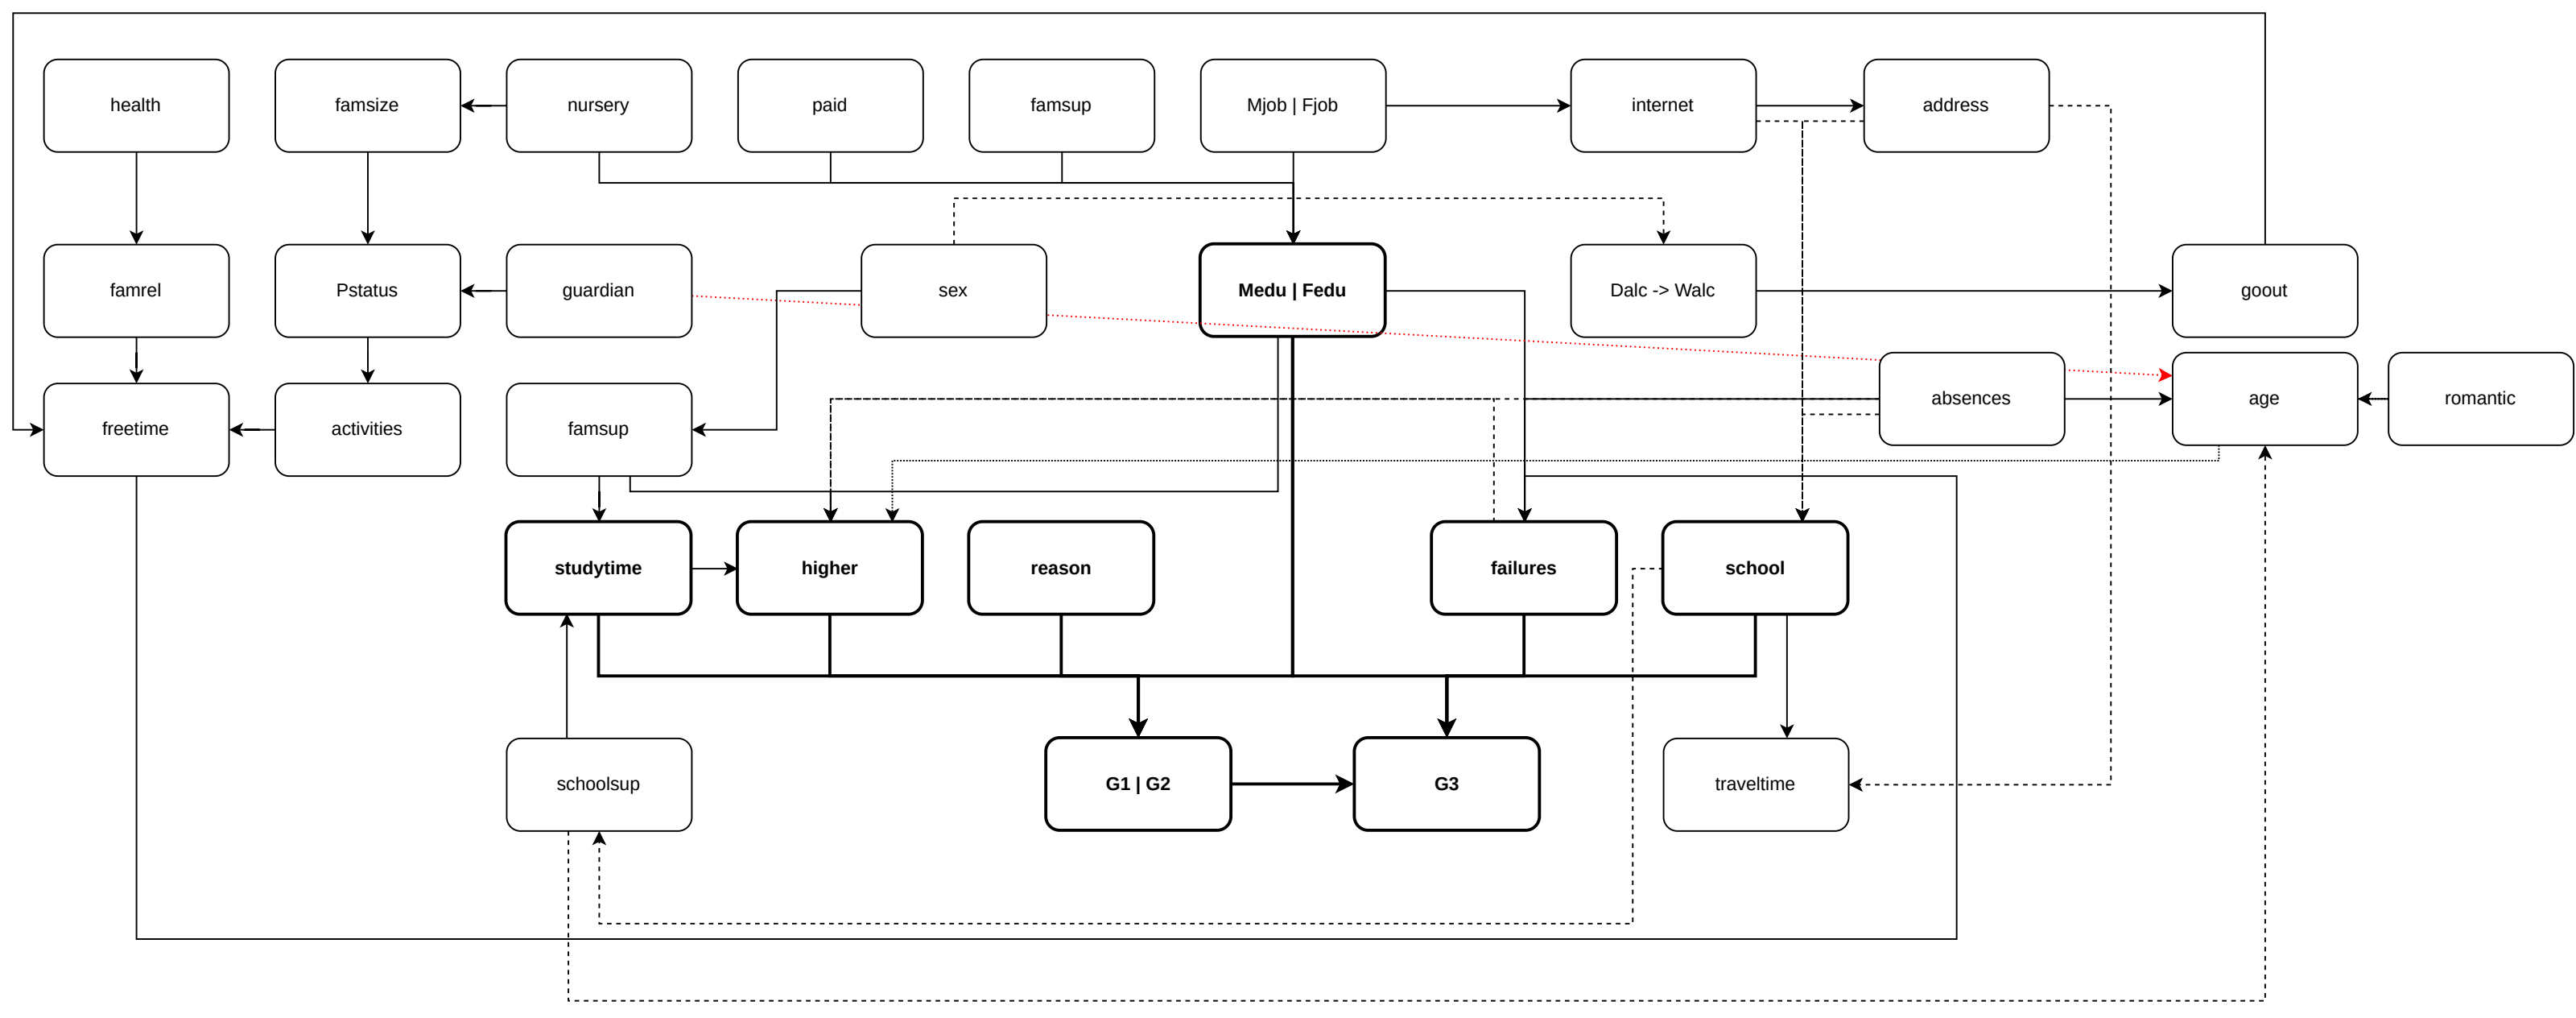 health
famsize
nursery
paid
famsup
Mjob | Fjob
internet
address
famrel
Pstatus
guardian
sex
Medu | Fedu
Dalc -> Walc
goout
freetime
activities
famsup
absences
age
romantic
studytime
higher
reason
failures
school
schoolsup
G1 | G2
G3
traveltime